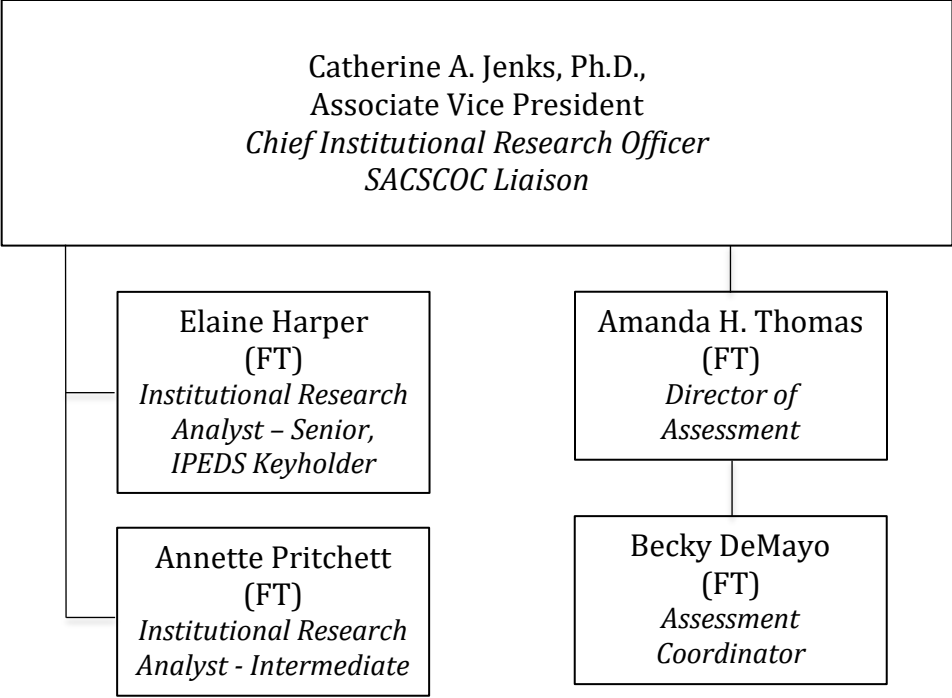 Catherine A. Jenks, Ph.D.,
Associate Vice President
Chief Institutional Research Officer
SACSCOC Liaison
Elaine Harper
(FT)
Institutional Research
Analyst – Senior,
IPEDS Keyholder
Annette Pritchett
(FT)
Institutional Research
Analyst - Intermediate
Amanda H. Thomas
(FT)
Director of
Assessment
Becky DeMayo
(FT)
Assessment
Coordinator